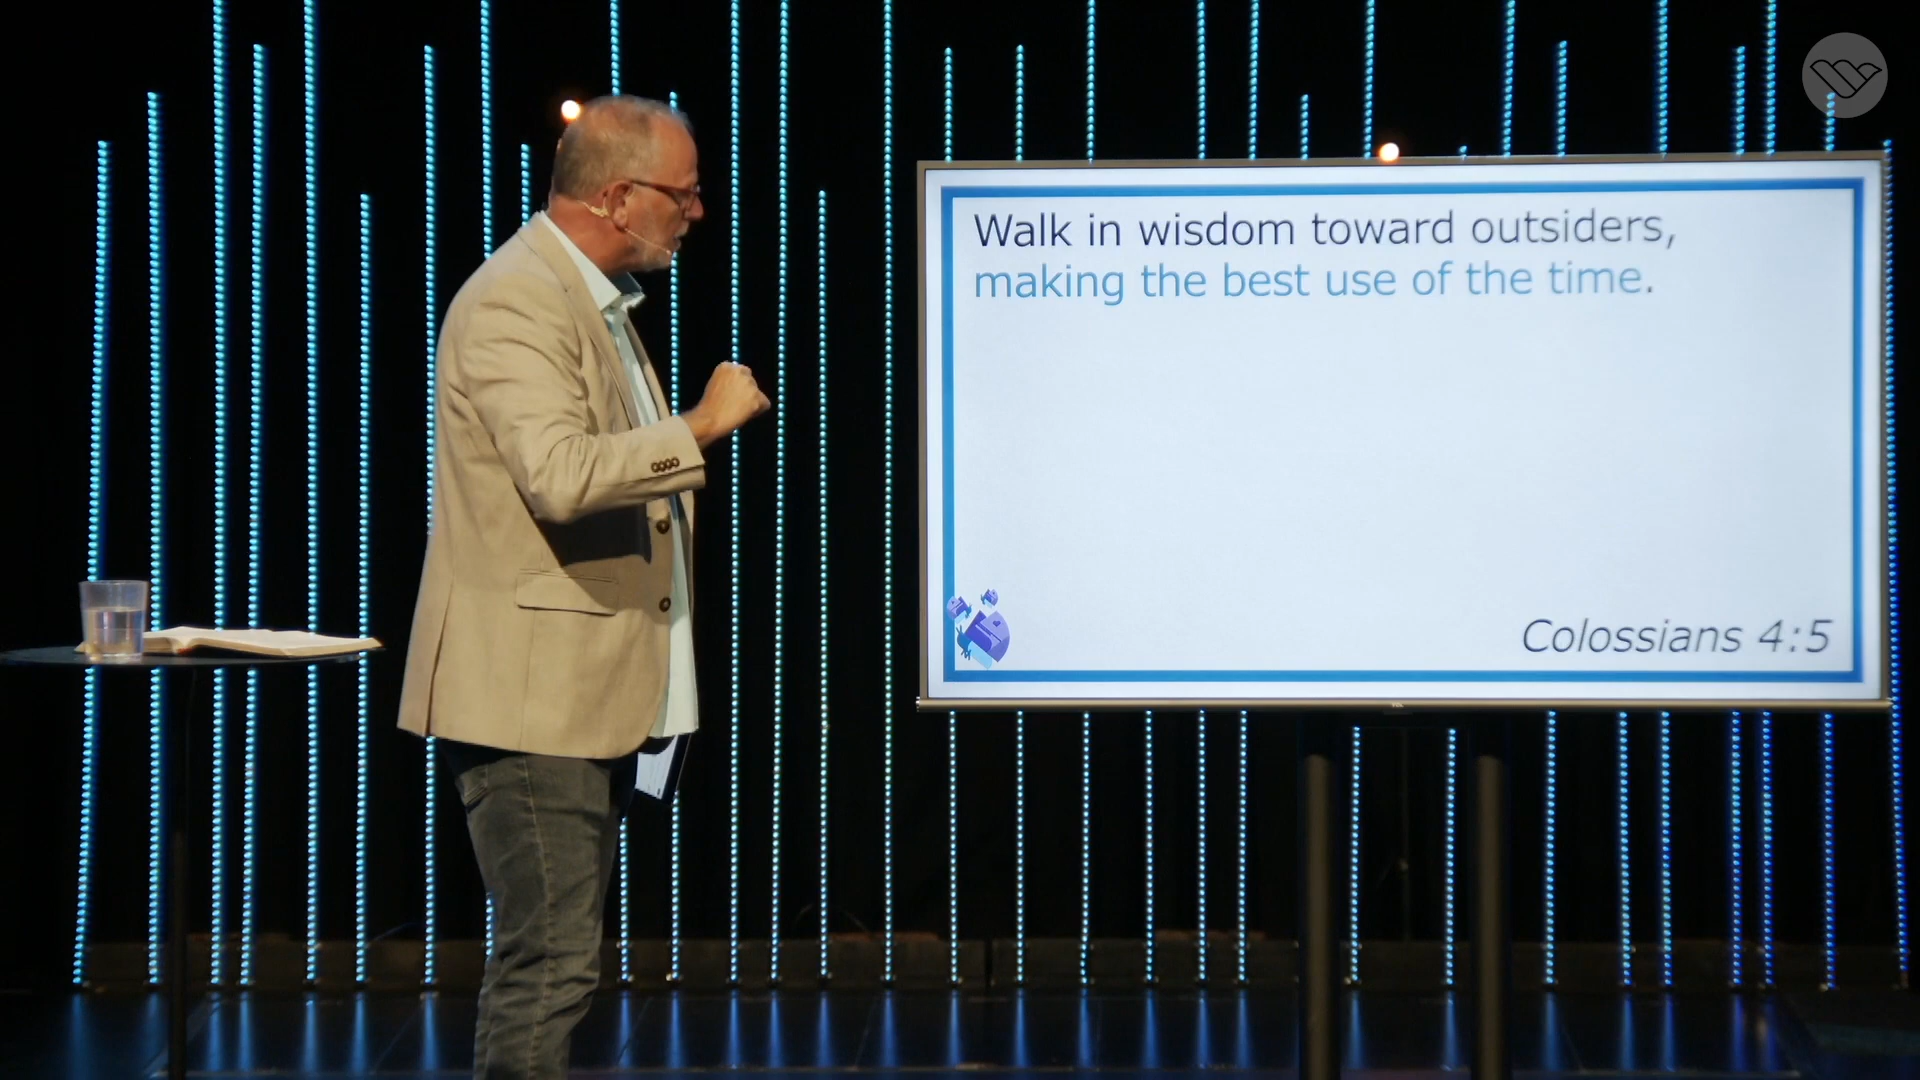 Walk in wisdom toward outsiders,
making the best use of the time.
Colossians 4:5